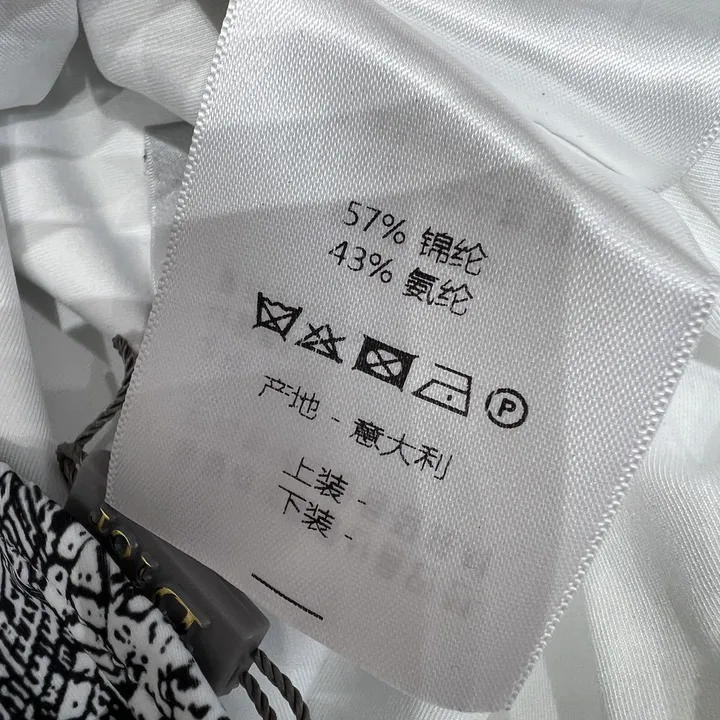 57% 锦纶
43% 氨纶
P
产地 - 意大利
上装 -
下装 -